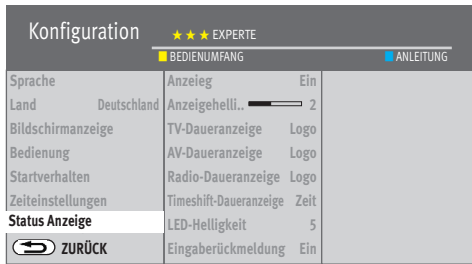 Konfiguration
★ ★ ★ EXPERTE
BEDIENUMFANG
ANLEITUNG
Sprache
Land Deutschland
Bildschirmanzeige
Bedienung
Startverhalten
Zeiteinstellungen
Status Anzeige
ZURÜCK
Anzeieg Ein
Anzeigehelli.. 2
TV-Daueranzeige Logo
AV-Daueranzeige Logo
Radio-Daueranzeige Logo
Timeshift-Daueranzeige Zeit
LED-Helligkeit 5
Eingaberückmeldung Ein